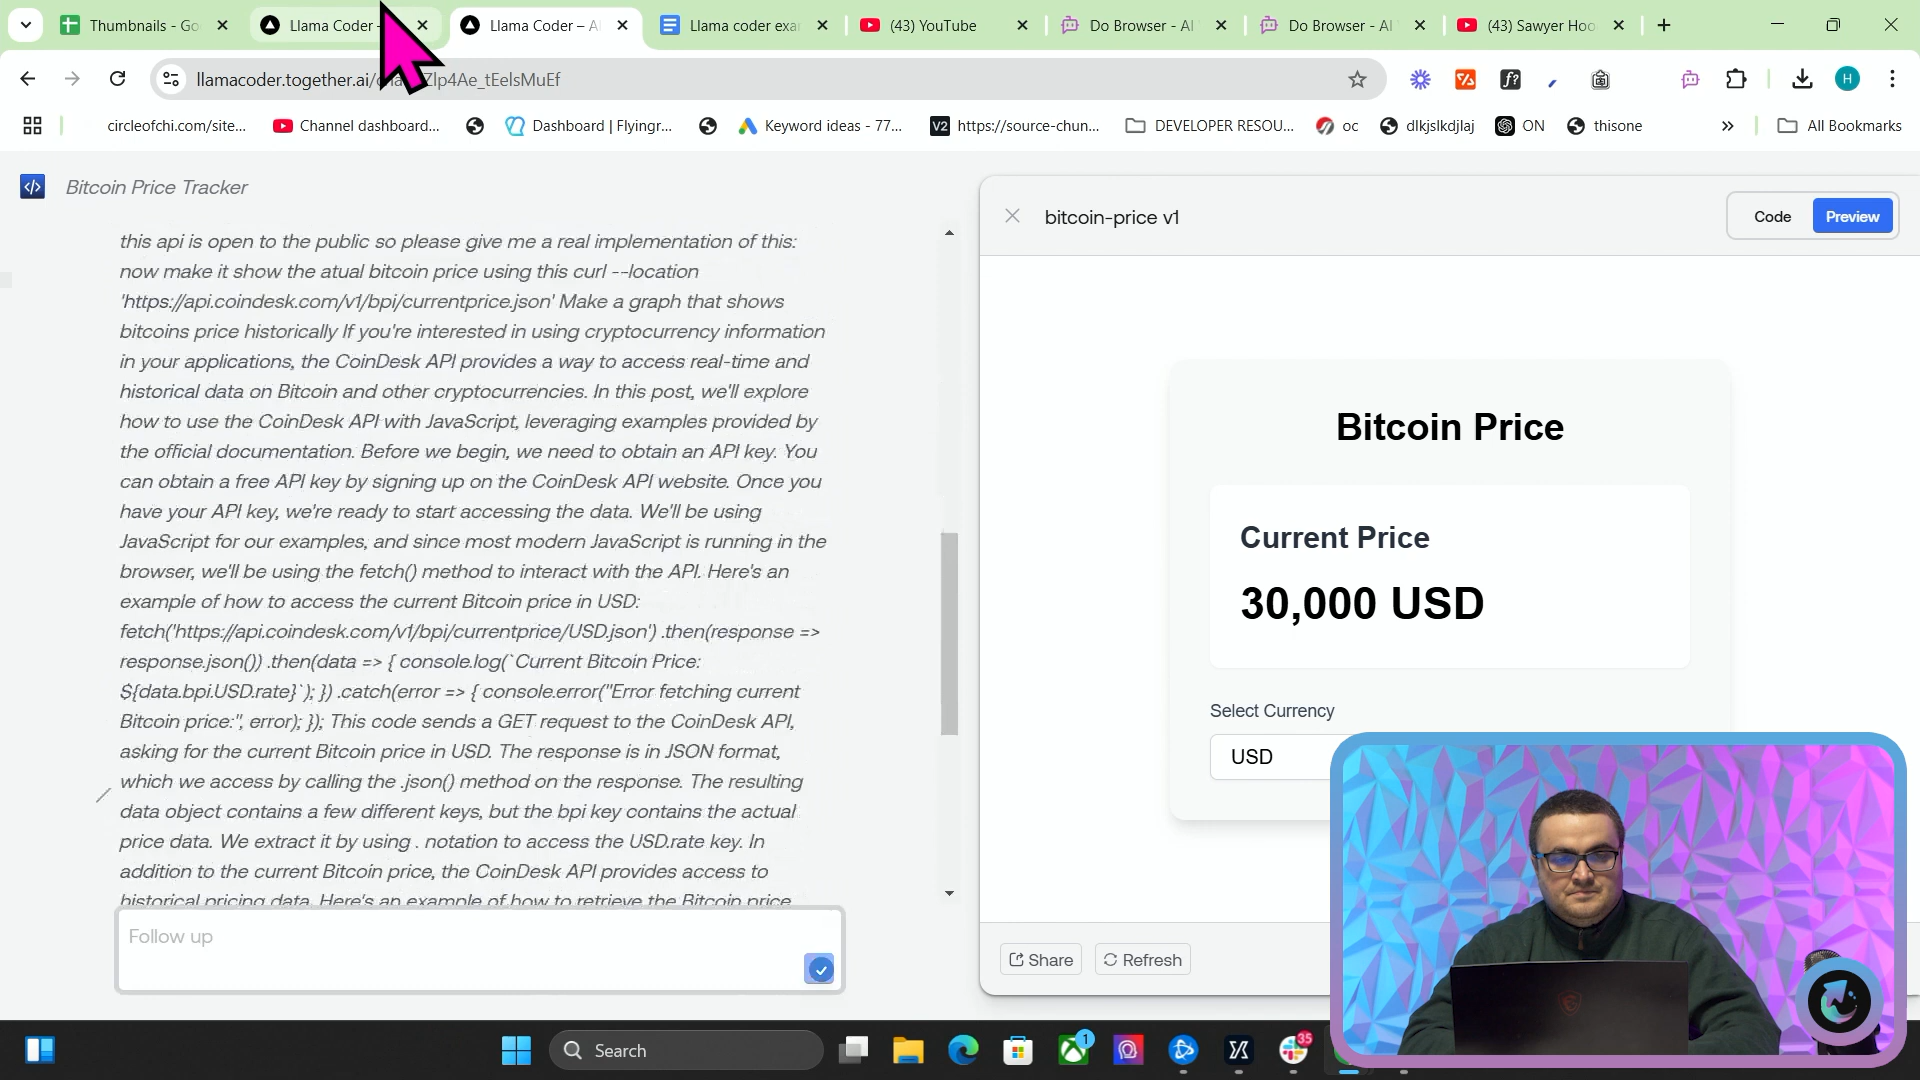 Thumbnails - Go
Llama Coder -
Llama Coder – A
Llama coder exa
(43) YouTube
Do Browser - AI
Do Browser - AI
(43) Sawyer Hoo
llamacoder.together.ai/
Zlp4Ae_tEelsMuEf
f?
H
circleofchi.com/site...
Channel dashboard...
Dashboard | Flyingr...
Keyword ideas - 77...
V2
https://source-chun...
DEVELOPER RESOU...
oc
dlkjslkdjlaj
ON
thisone
All Bookmarks
Bitcoin Price Tracker
this api is open to the public so please give me a real implementation of this:
now make it show the atual bitcoin price using this curl --location
'https://api.coindesk.com/v1/bpi/currentprice.json' Make a graph that shows
bitcoins price historically If you're interested in using cryptocurrency information
in your applications, the CoinDesk API provides a way to access real-time and
historical data on Bitcoin and other cryptocurrencies. In this post, we'll explore
how to use the CoinDesk API with JavaScript, leveraging examples provided by
the official documentation. Before we begin, we need to obtain an API key. You
can obtain a free API key by signing up on the CoinDesk API website. Once you
have your API key, we're ready to start accessing the data. We'll be using
JavaScript for our examples, and since most modern JavaScript is running in the
browser, we'll be using the fetch() method to interact with the API. Here's an
example of how to access the current Bitcoin price in USD:
fetch('https://api.coindesk.com/v1/bpi/currentprice/USD.json') .then(response =>
response.json()) .then(data => { console.log(`Current Bitcoin Price:
${data.bpi.USD.rate}`); }) .catch(error => { console.error("Error fetching current
Bitcoin price:", error); }); This code sends a GET request to the CoinDesk API,
asking for the current Bitcoin price in USD. The response is in JSON format,
which we access by calling the .json() method on the response. The resulting
data object contains a few different keys, but the bpi key contains the actual
price data. We extract it by using . notation to access the USD.rate key. In
addition to the current Bitcoin price, the CoinDesk API provides access to
historical pricing data. Here's an example of how to retrieve the Bitcoin price
Follow up
bitcoin-price v1
Code
Preview
Bitcoin Price
Current Price
30,000 USD
Select Currency
USD
Share
Refresh
Search
1
35